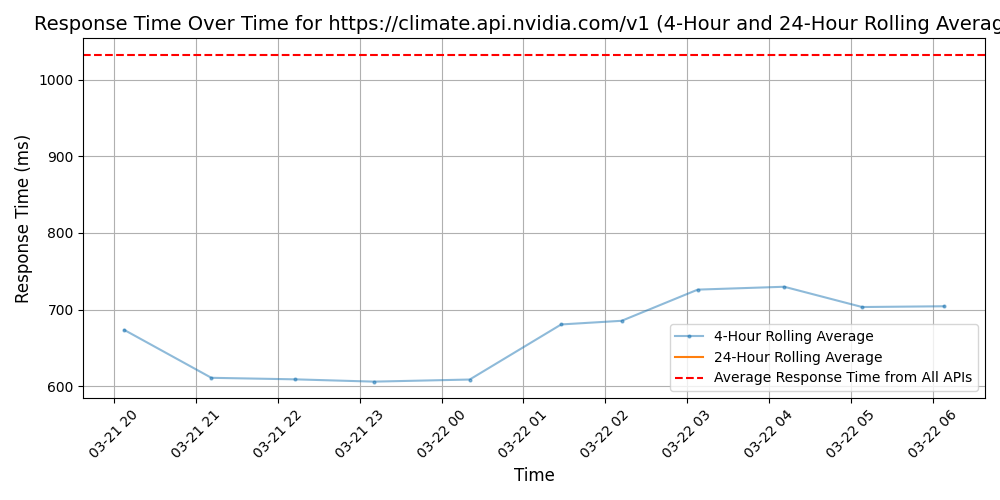 Response Time Over Time for https://climate.api.nvidia.com/v1 (4-Hour and 24-Hour Rolling Averag
Response Time (ms)
1000
900
800
700
600
4-Hour Rolling Average
24-Hour Rolling Average
Average Response Time from All APIs
03-21 20
03-21 21
03-21 22
03-21 23
03-22 00
03-22 01
03-22 02
03-22 03
03-22 04
03-22 05
03-22 06
Time